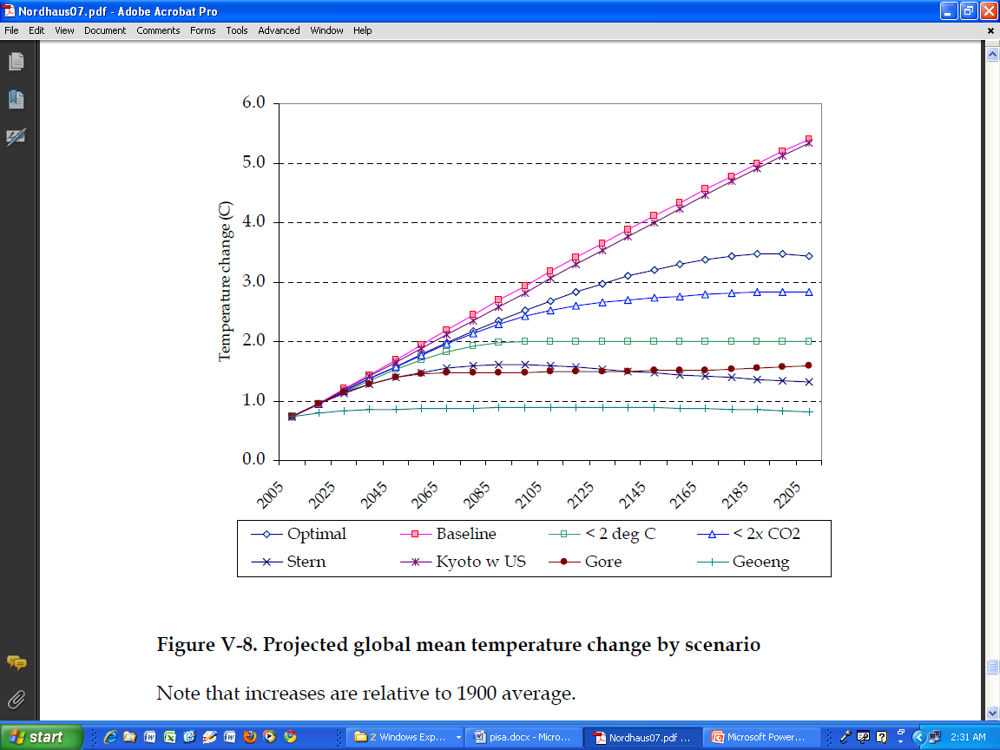 Nordhaus07.pdf - Adobe Acrobat Pro
File Edit View Document Comments Forms Tools Advanced Window Help
6.0
5.0
4.0
3.0
2.0
1.0
0.0
Temperature change (C)
2005 2025 2045 2065 2085 2105 2125 2145 2165 2185 2205
Optimal Baseline < 2 deg C < 2x CO2
Stern Kyoto w US Gore Geoeng
Figure V-8. Projected global mean temperature change by scenario
Note that increases are relative to 1900 average.
start 2 Windows Exp... pisa.docx - Micro... Nordhaus07.pdf ... Microsoft Power... 2:31 AM